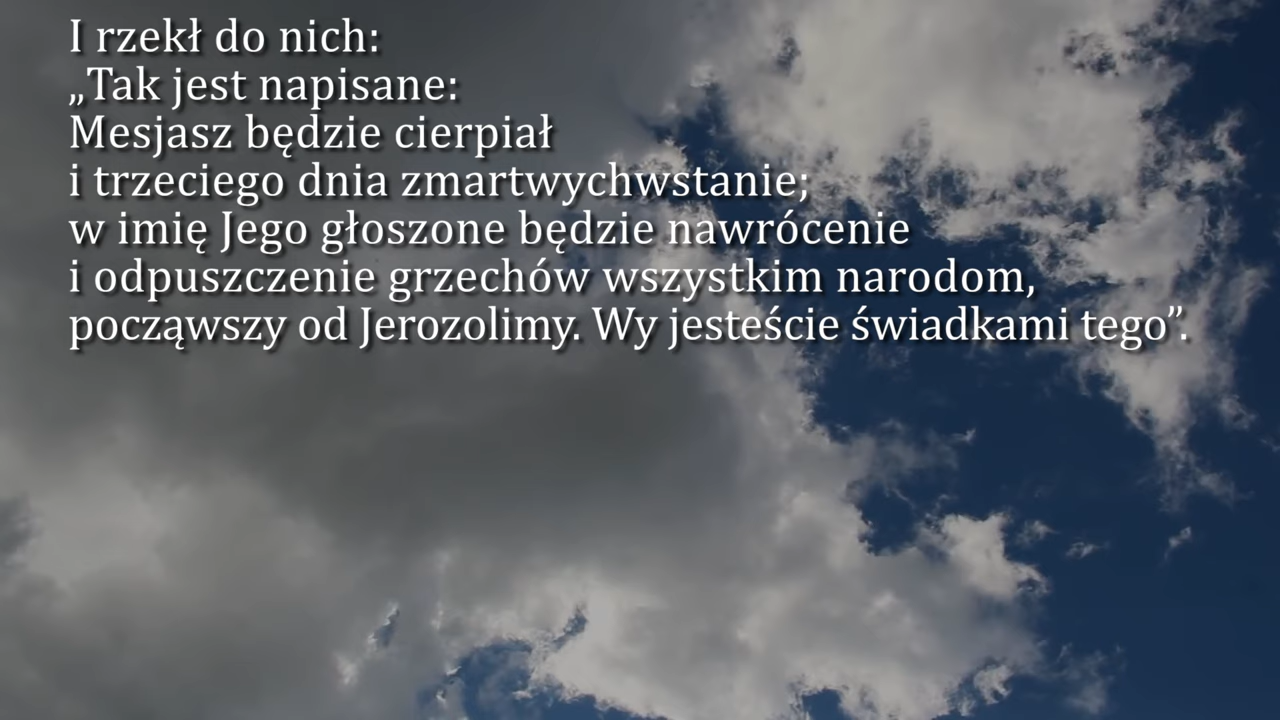 I rzekł do nich:
„Tak jest napisane:
Mesjasz będzie cierpiał
i trzeciego dnia zmartwychwstanie;
w imię Jego głoszone będzie nawrócenie
i odpuszczenie grzechów wszystkim narodom,
począwszy od Jerozolimy. Wy jesteście świadkami tego”.